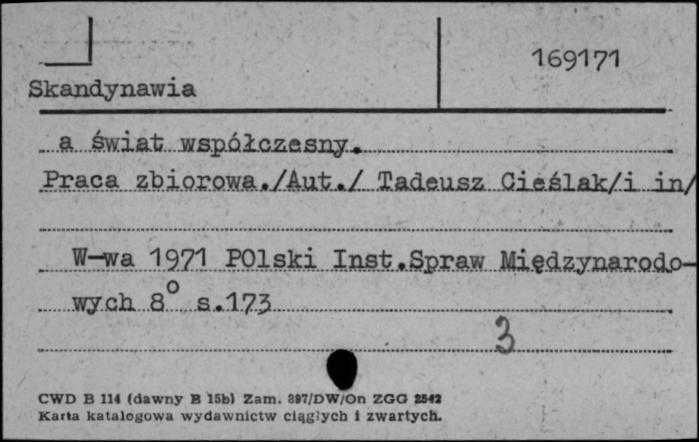 169171
Skandynawia
a świat współczesny.
Praca zbiorowa./Aut./ Tadeusz Cieślak/i in/
W-wa 1971 POlski Inst.Spraw Międzynarodo-
wych 8° s.173
3
CWD B 114 (dawny B 15b) Zam. 897/DW/On ZGG 2542
Karta katalogowa wydawnictw ciągłych i zwartych.